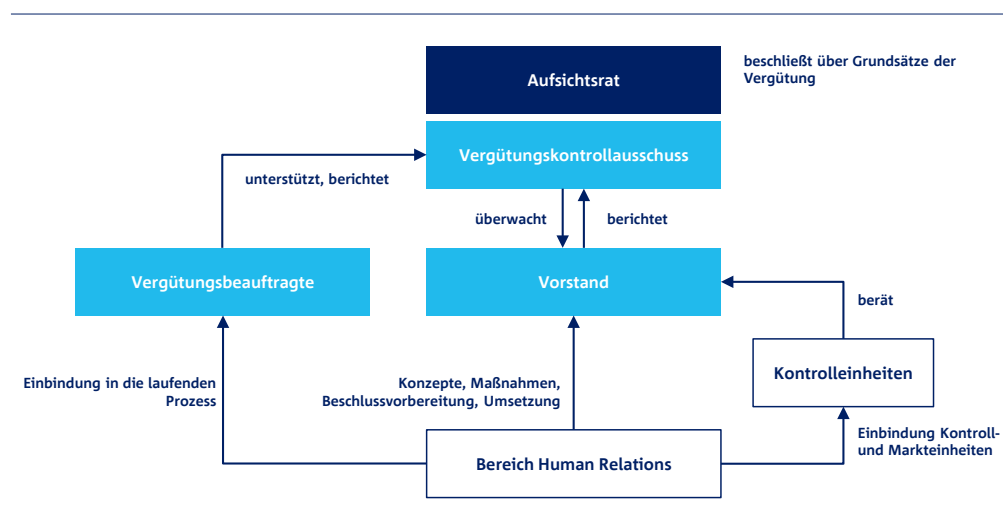 Aufsichtsrat
beschließt über Grundsätze der
Vergütung
Vergütungskontrollausschuss
unterstützt, berichtet
überwacht
berichtet
Vergütungsbeauftragte
Vorstand
berät
Kontrolleinheiten
Einbindung in die laufenden
Prozess
Konzepte, Maßnahmen,
Beschlussvorbereitung, Umsetzung
Einbindung Kontroll-
und Markteinheiten
Bereich Human Relations